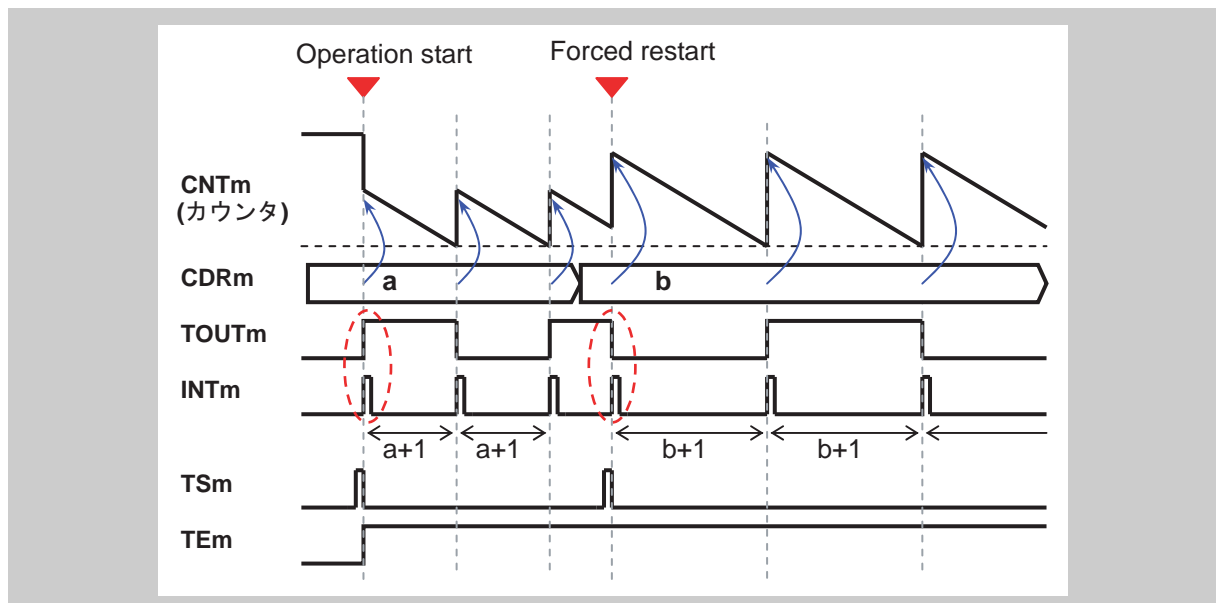 Operation start
Forced restart
CNTm
(カウンタ)
CDRm
a
b
TOUTm
INTm
a+1
a+1
b+1
b+1
TSm
TEm